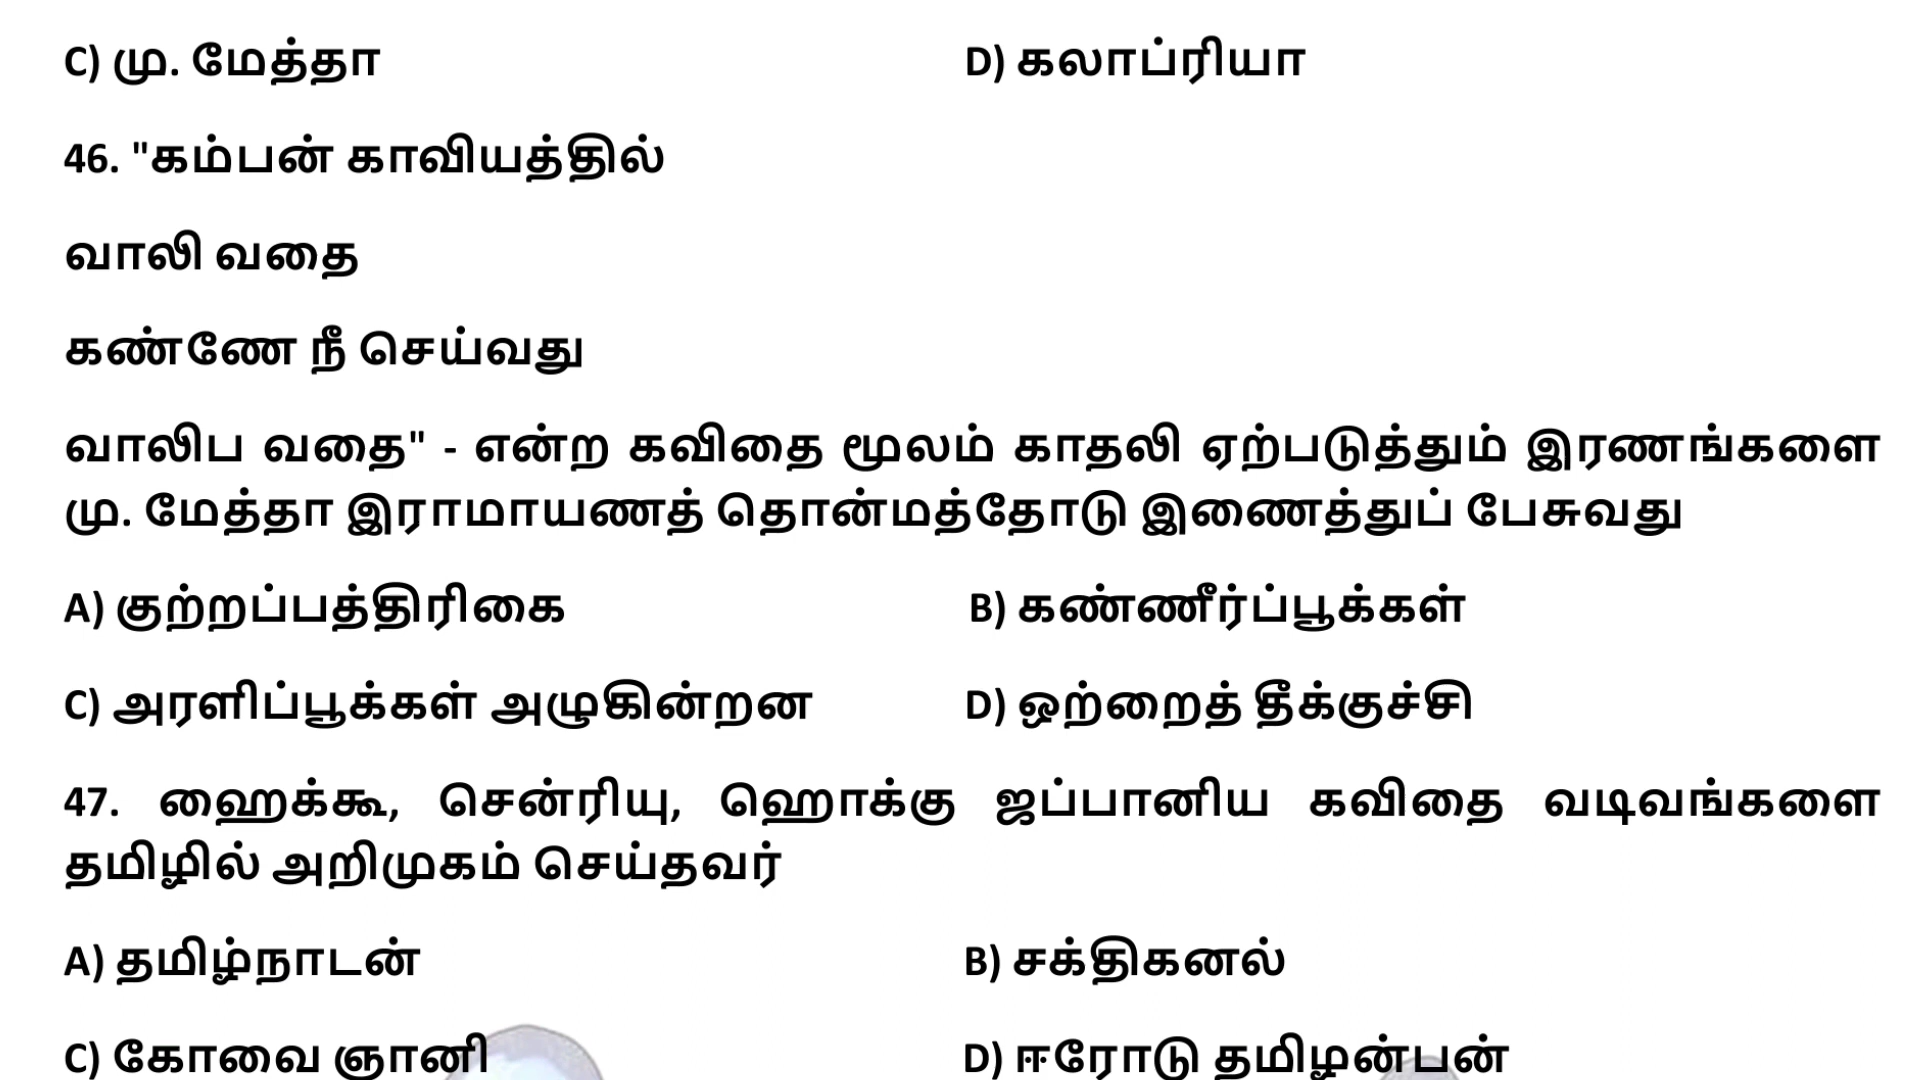 C) மு. மேத்தா D) கலாப்ரியா
46. "கம்பன் காவியத்தில்
வாலி வதை
கண்ணே நீ செய்வது
வாலிப வதை" - என்ற கவிதை மூலம் காதலி ஏற்படுத்தும் இரணங்களை
மு. மேத்தா இராமாயணத் தொன்மத்தோடு இணைத்துப் பேசுவது
A) குற்றப்பத்திரிகை B) கண்ணீர்ப்பூக்கள்
C) அரளிப்பூக்கள் அழுகின்றன D) ஒற்றைத் தீக்குச்சி
47. ஹைக்கூ, சென்ரியு, ஹொக்கு ஜப்பானிய கவிதை வடிவங்களை
தமிழில் அறிமுகம் செய்தவர்
A) தமிழ்நாடன் B) சக்திகனல்
C) கோவை ஞானி D) ஈரோடு தமிழன்பன்